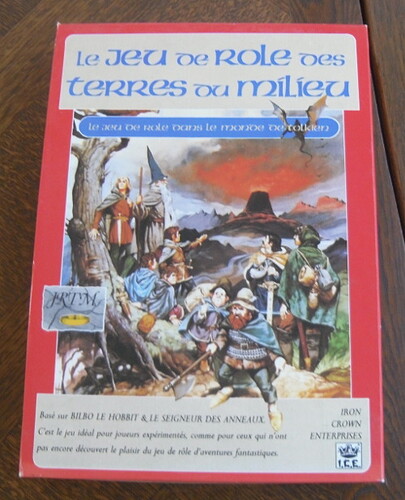 Le Jeu de Role des
Terres du Milieu
Le jeu de role dans le monde de Tolkien
JRTM
Basé sur BILBO LE HOBBIT & LE SEIGNEUR DES ANNEAUX.
C'est le jeu idéal pour joueurs expérimentés, comme pour ceux qui n'ont
pas encore découvert le plaisir du jeu de rôle d'aventures fantastiques.
IRON
CROWN
ENTERPRISES
I.C.E.